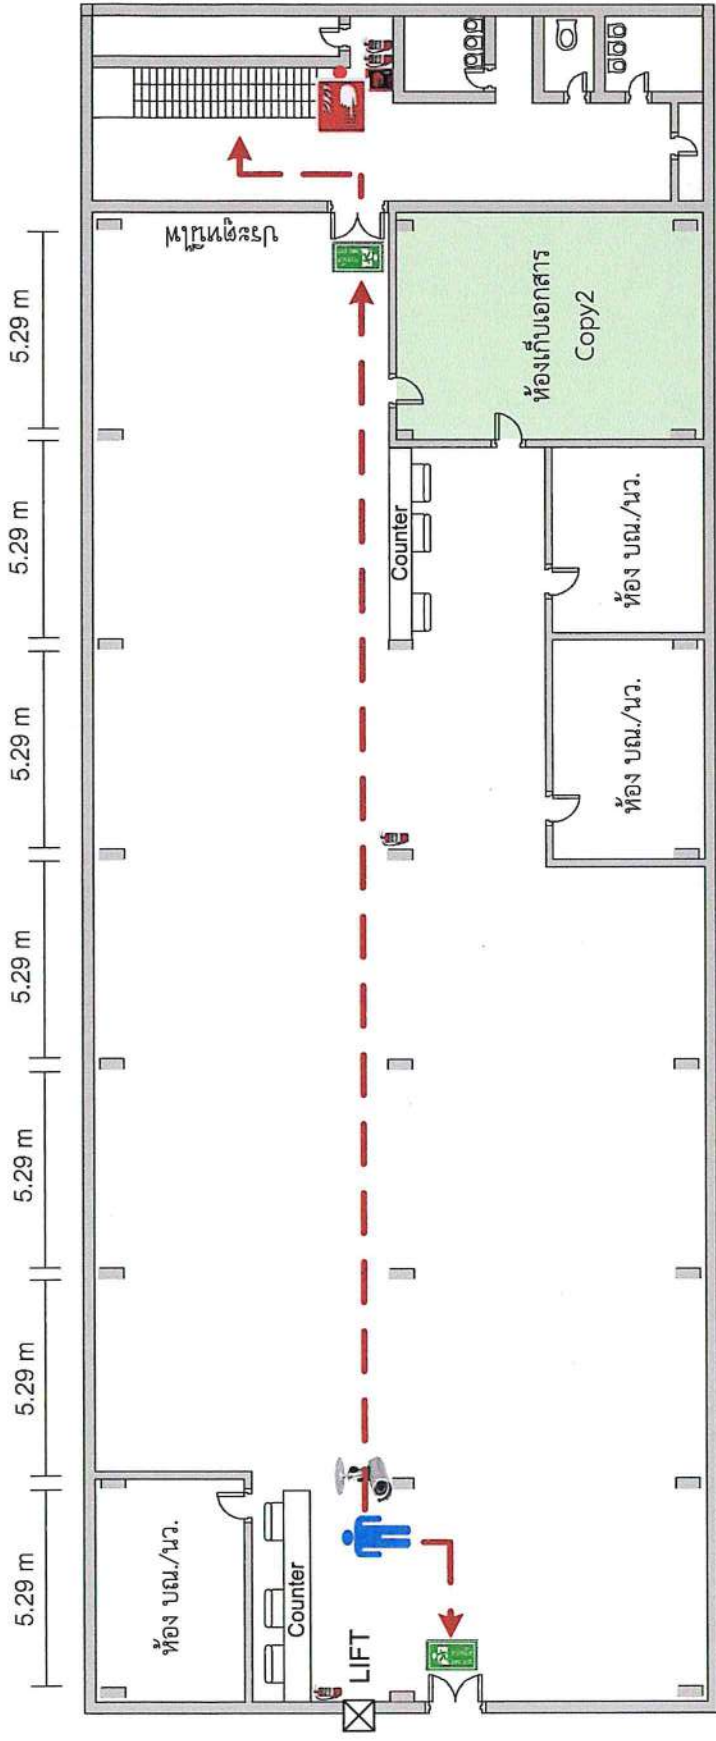 5.29 m
5.29 m
5.29 m
5.29 m
5.29 m
5.29 m
5.29 m
ประตูหนีไฟ
ห้องเก็บเอกสาร
Copy2
Counter
ห้อง บณ./นว.
ห้อง บณ./นว.
ห้อง บณ./นว.
Counter
LIFT